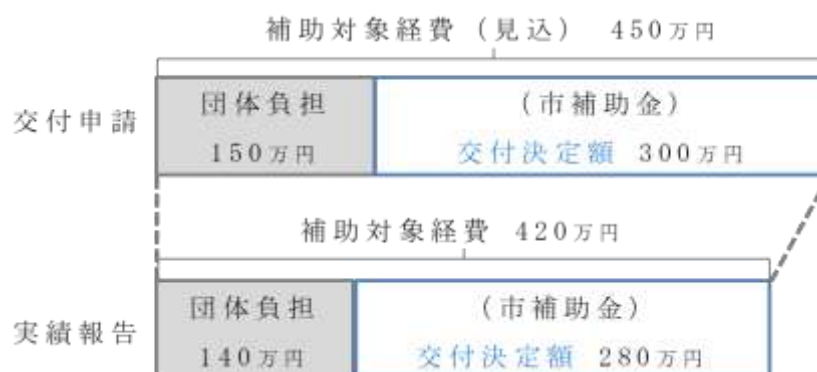 補助対象経費（見込） 450万円
団体負担 （市補助金）
交付申請
150万円 交付決定額 300万円
補助対象経費 420万円
団体負担 （市補助金）
実績報告
140万円 交付決定額 280万円